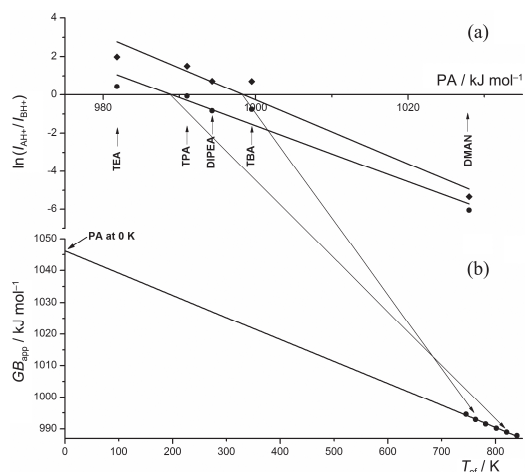 (a)
4
2
0
-2
-4
-6
ln(I_AH+/I_BH+)
PA / kJ mol⁻¹
980
1000
1020
TEA
TPA
DIPEA
TBA
DMAN
(b)
PA at 0 K
1050
1040
1030
1020
1010
1000
990
GB_app / kJ mol⁻¹
0 100 200 300 400 500 600 700 800
T_ef / K